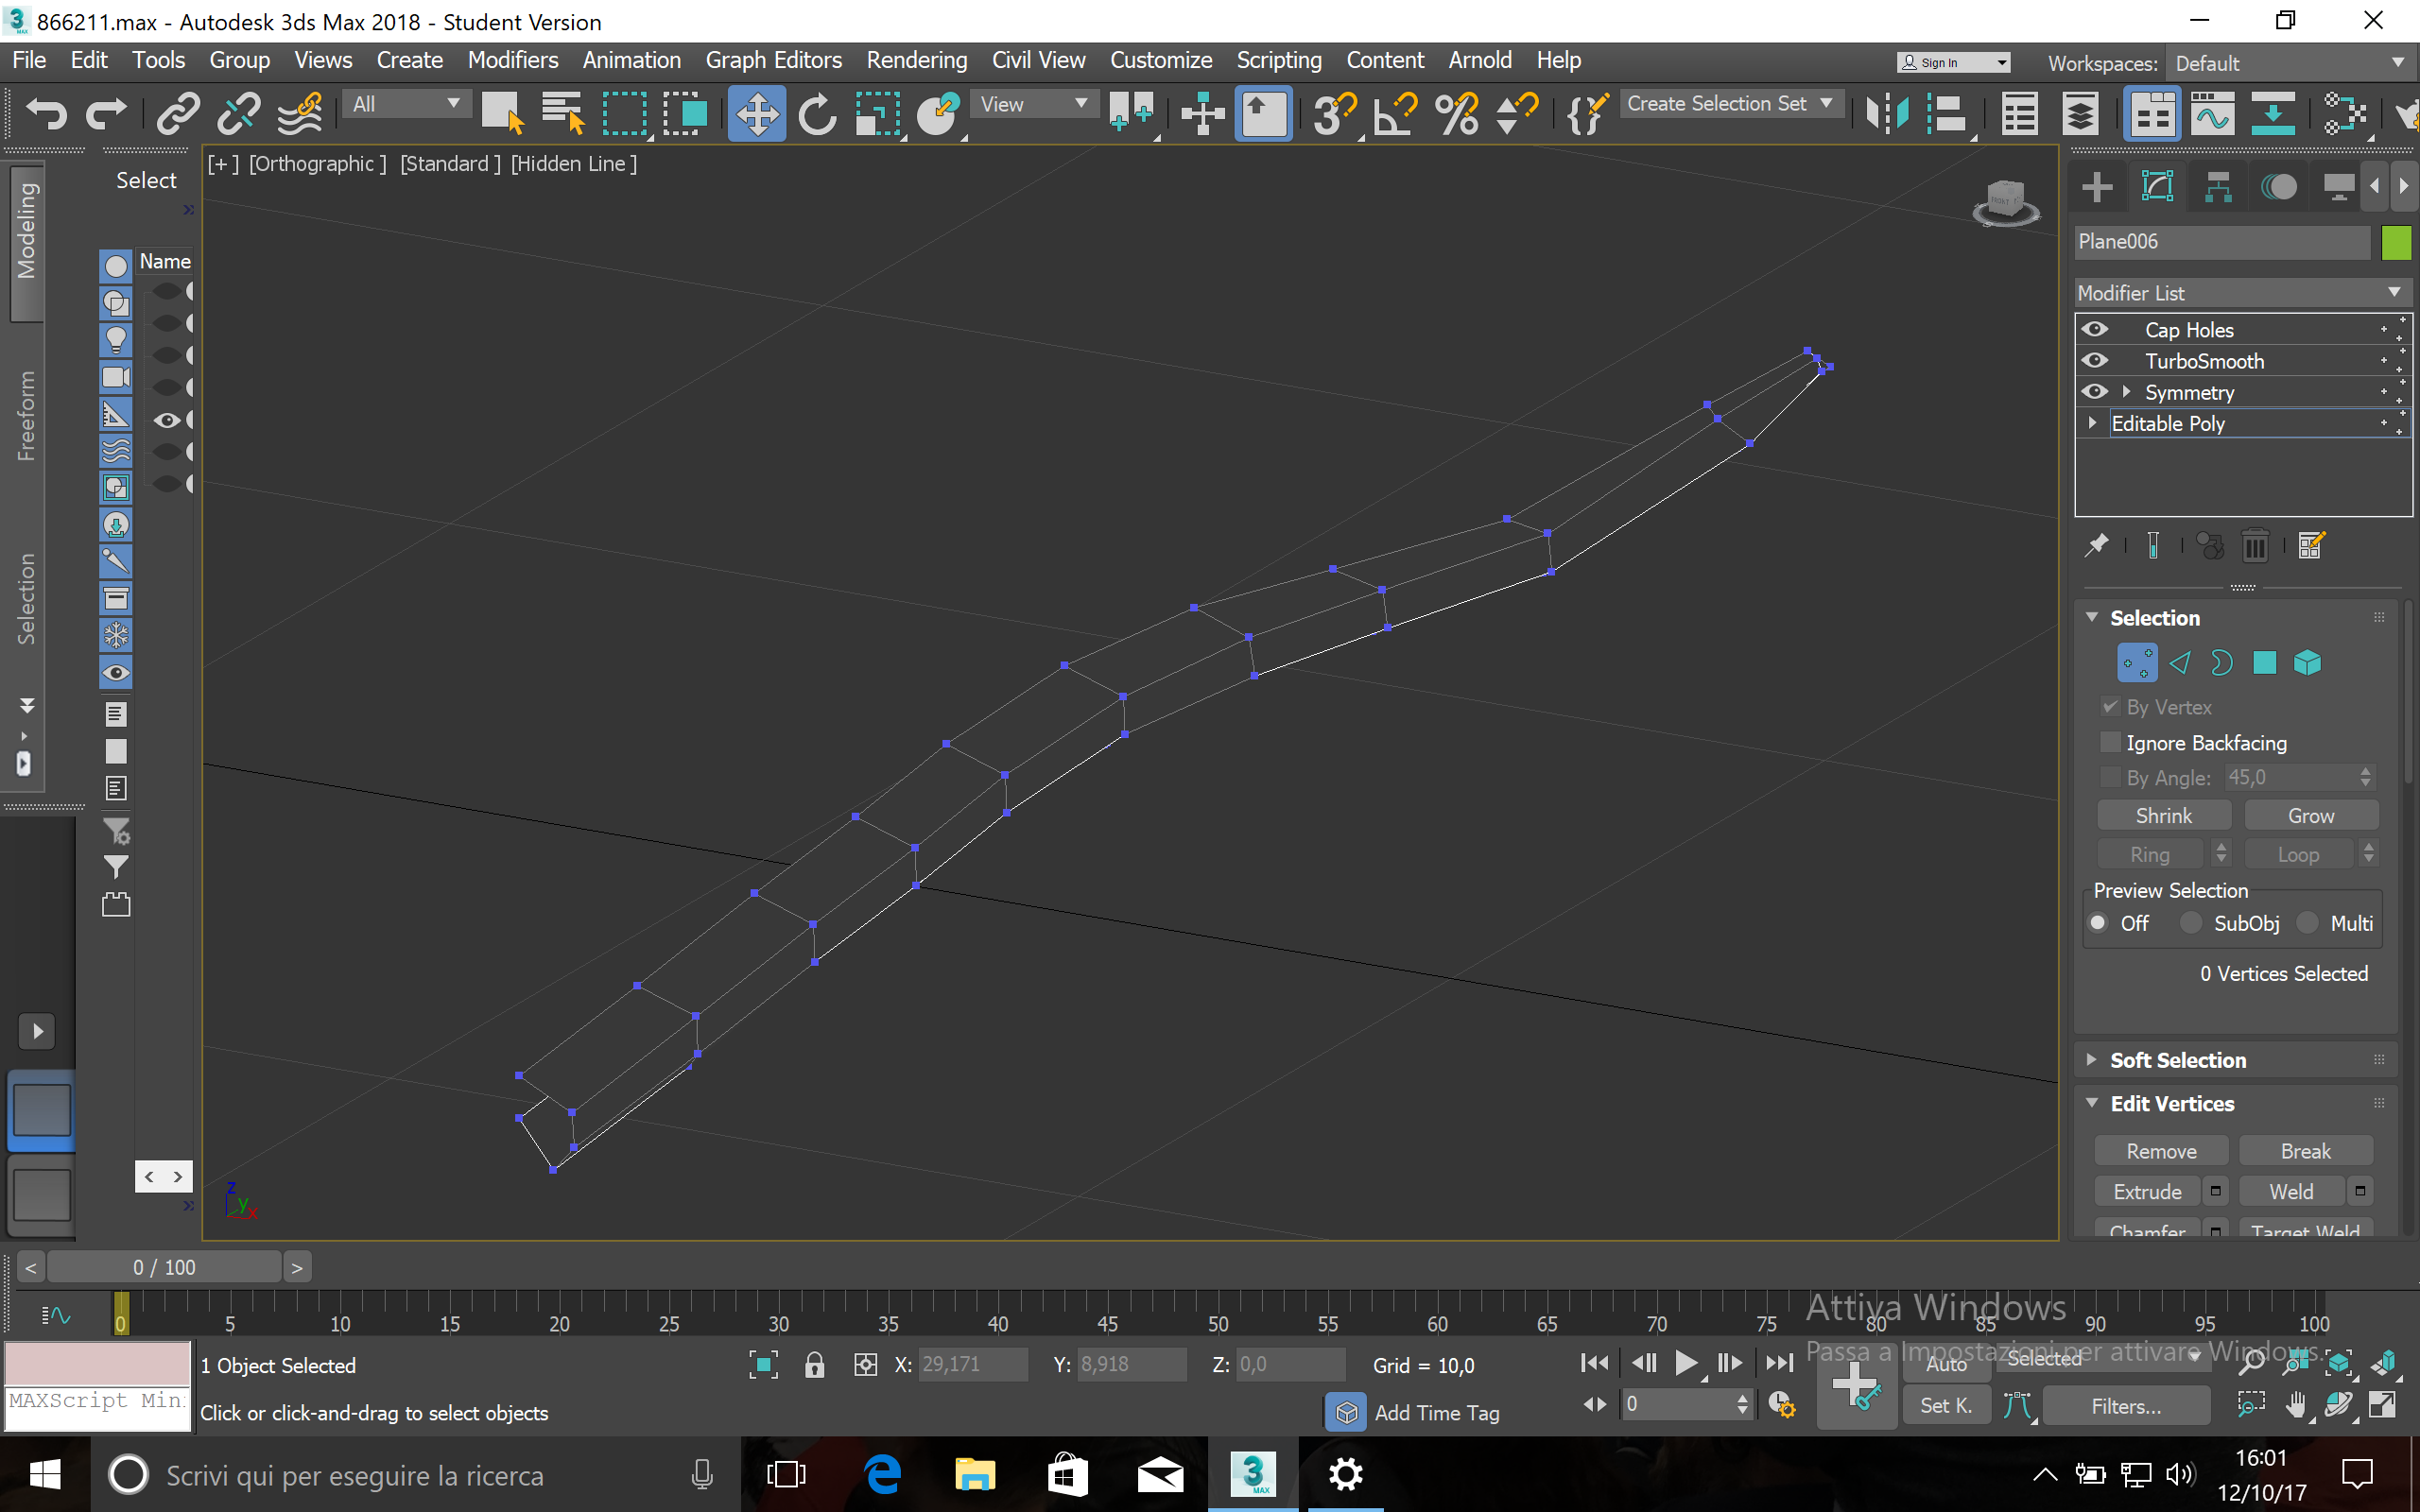 866211.max - Autodesk 3ds Max 2018 - Student Version
File Edit Tools Group Views Create Modifiers Animation Graph Editors Rendering Civil View Customize Scripting Content Arnold Help
Sign In
Workspaces: Default
All
View
Create Selection Set
Modeling
Freeform
Selection
Select
Name
[+] [Orthographic] [Standard] [Hidden Line]
Plane006
Modifier List
Cap Holes
TurboSmooth
Symmetry
Editable Poly
Selection
By Vertex
Ignore Backfacing
By Angle: 45,0
Shrink Grow
Ring Loop
Preview Selection
Off SubObj Multi
0 Vertices Selected
Soft Selection
Edit Vertices
Remove Break
Extrude Weld
Chamfer Target Weld
z
y
x
< 0 / 100 >
0 5 10 15 20 25 30 35 40 45 50 55 60 65 70 75 80 85 90 95 100
Attiva Windows
Passa a Impostazioni per attivare Windows.
1 Object Selected
X: 29,171 Y: 8,918 Z: 0,0 Grid = 10,0
Auto Selected
MAXScript Min
Click or click-and-drag to select objects
Add Time Tag
0
Set K. Filters...
Scrivi qui per eseguire la ricerca
3
MAX
16:01
12/10/17